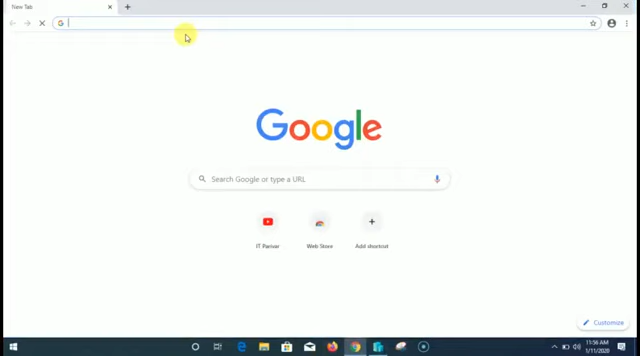 New Tab
Google
Search Google or type a URL
IT Parivar
Web Store
Add shortcut
Customize
11:56 AM
1/11/2020